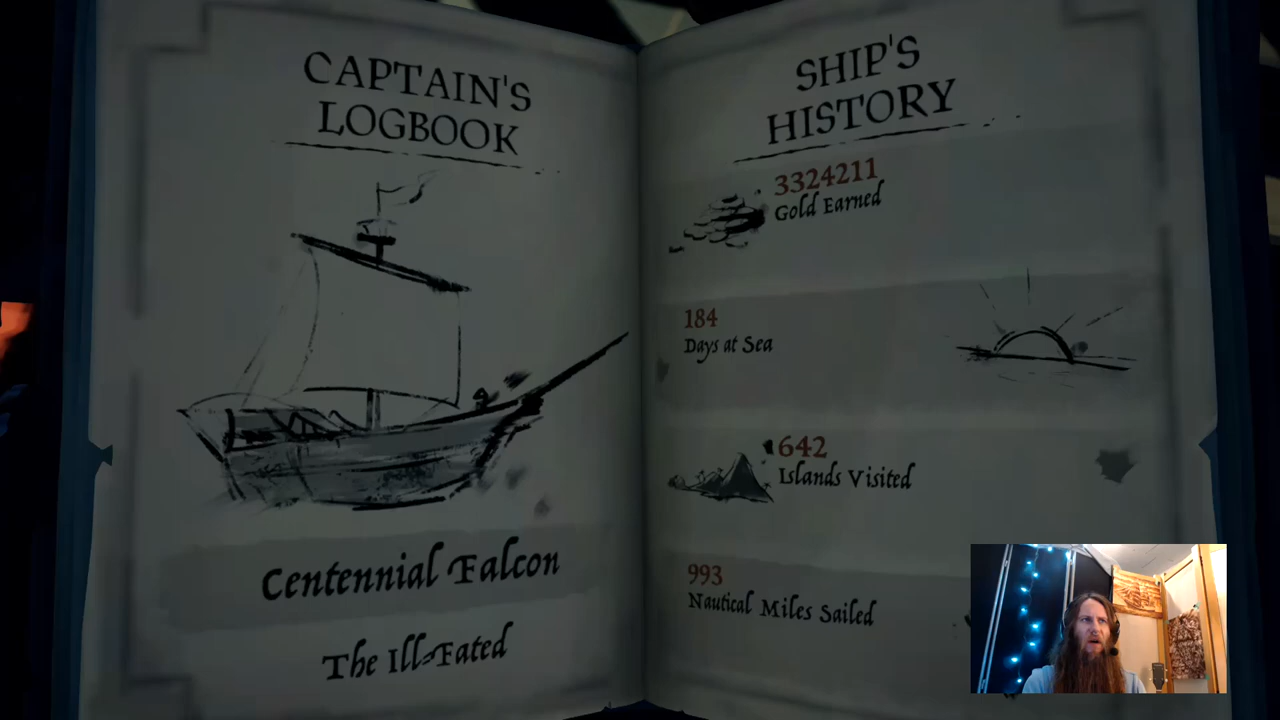 CAPTAIN'S
LOGBOOK
Centennial Falcon
The Ill-Fated
SHIP'S
HISTORY
3324211
Gold Earned
184
Days at Sea
642
Islands Visited
993
Nautical Miles Sailed